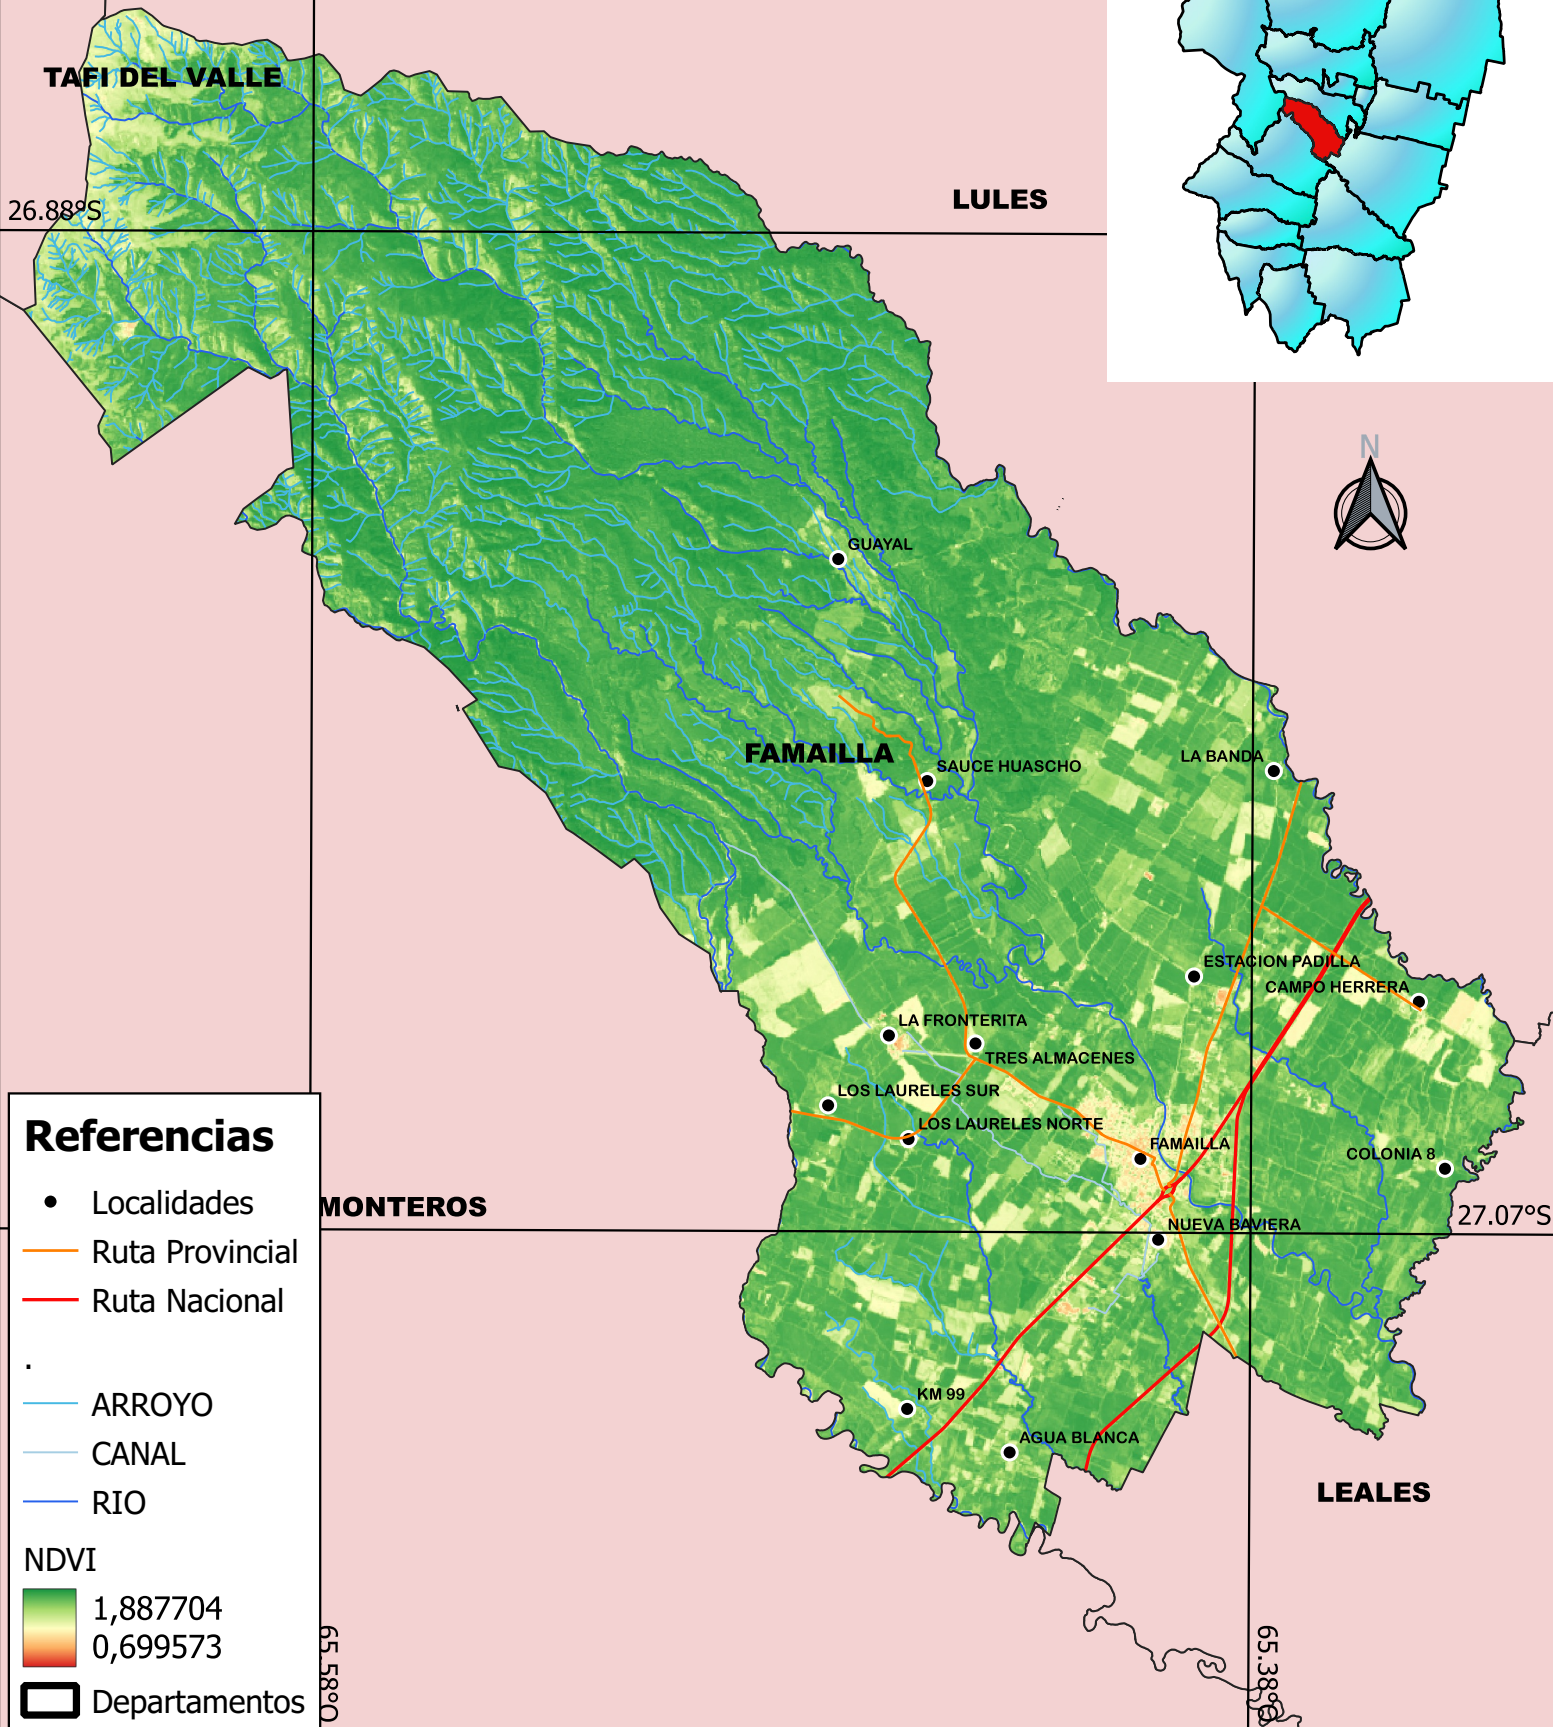 TAFI DEL VALLE
LULES
26.88°S
N
GUAYAL
FAMAILLA
SAUCE HUASCHO
LA BANDA
ESTACION PADILLA
CAMPO HERRERA
LA FRONTERITA
TRES ALMACENES
LOS LAURELES SUR
LOS LAURELES NORTE
FAMAILLA
COLONIA 8
MONTEROS
27.07°S
NUEVA BAVIERA
KM 99
AGUA BLANCA
LEALES
Referencias
Localidades
Ruta Provincial
Ruta Nacional
.
ARROYO
CANAL
RIO
NDVI
1,887704
0,699573
Departamentos
65.58°O
65.38°O